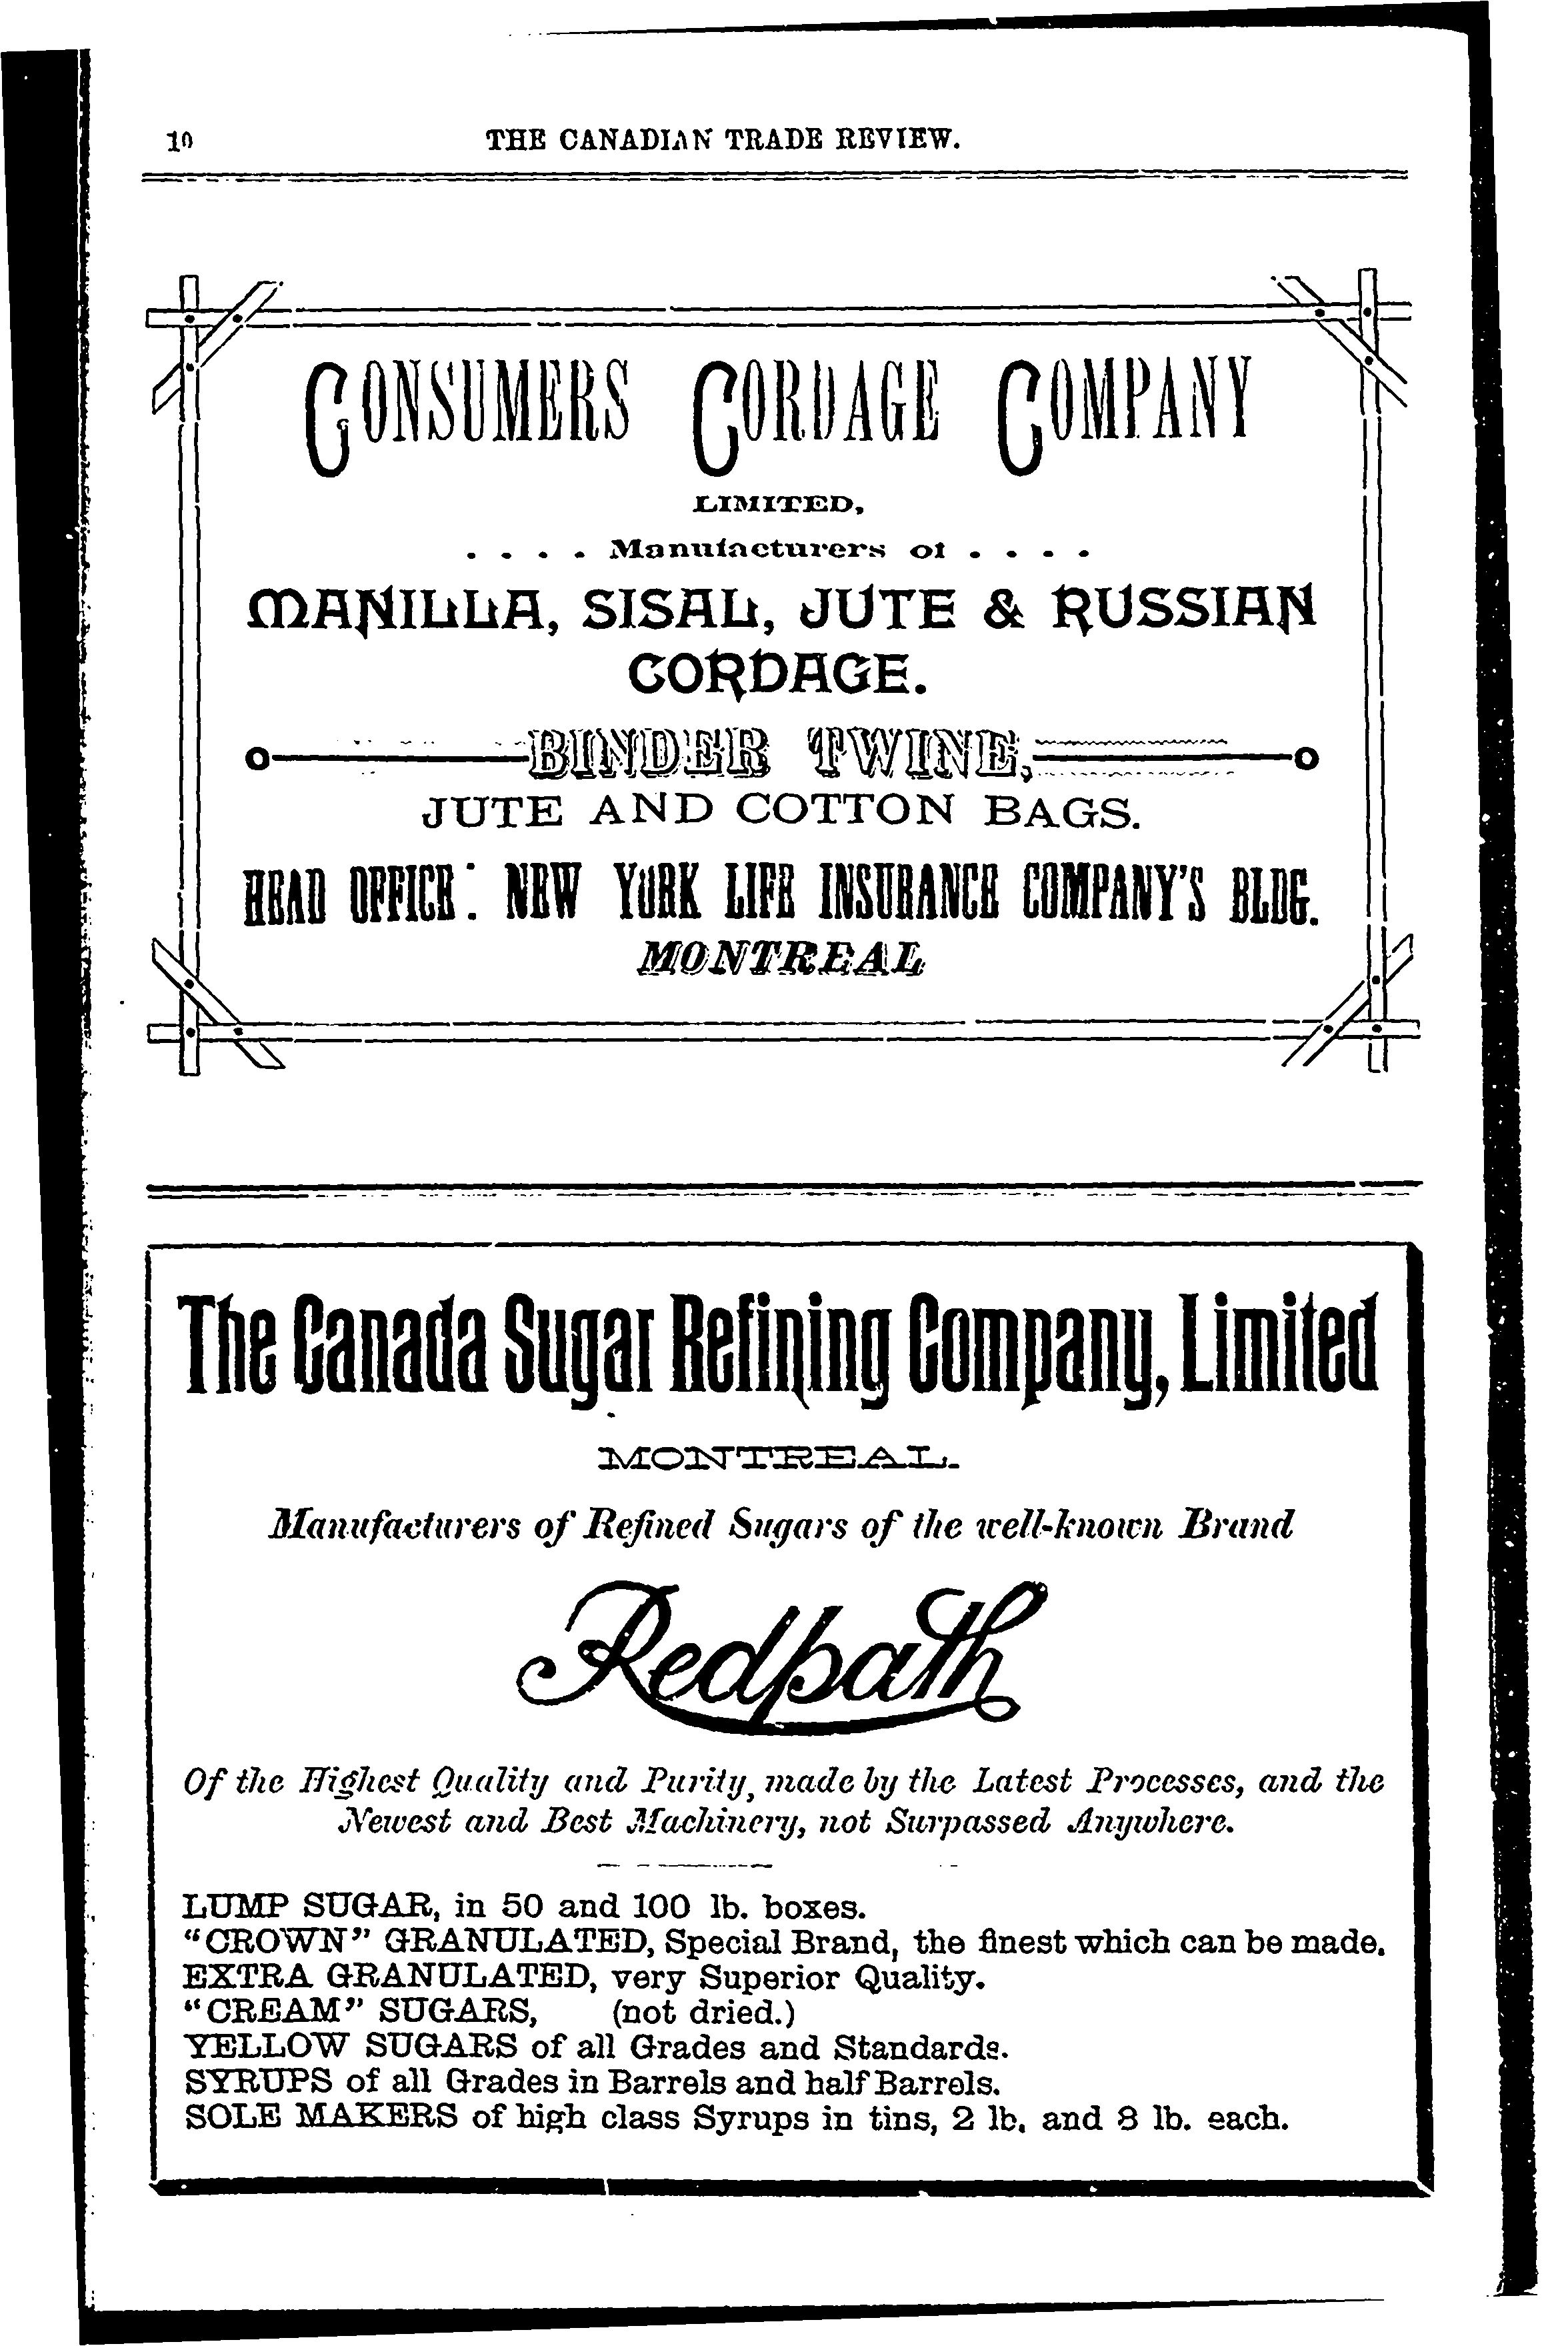 10
THE CANADIAN TRADE REVIEW.
CONSUMERS CORDAGE COMPANY
LIMITED,
. . . . Manufacturers of . . . .
MANILLA, SISAL, JUTE & RUSSIAN
CORDAGE.
BINDER TWINE,
JUTE AND COTTON BAGS.
HEAD OFFICE: NEW YORK LIFE INSURANCE COMPANY'S BLDG.
MONTREAL
The Canada Sugar Refining Company, Limited
MONTREAL.
Manufacturers of Refined Sugars of the well-known Brand
Redpath
Of the Highest Quality and Purity, made by the Latest Processes, and the
Newest and Best Machinery, not Surpassed Anywhere.
LUMP SUGAR, in 50 and 100 lb. boxes.
"CROWN" GRANULATED, Special Brand, the finest which can be made.
EXTRA GRANULATED, very Superior Quality.
"CREAM" SUGARS, (not dried.)
YELLOW SUGARS of all Grades and Standards.
SYRUPS of all Grades in Barrels and half Barrels.
SOLE MAKERS of high class Syrups in tins, 2 lb. and 8 lb. each.